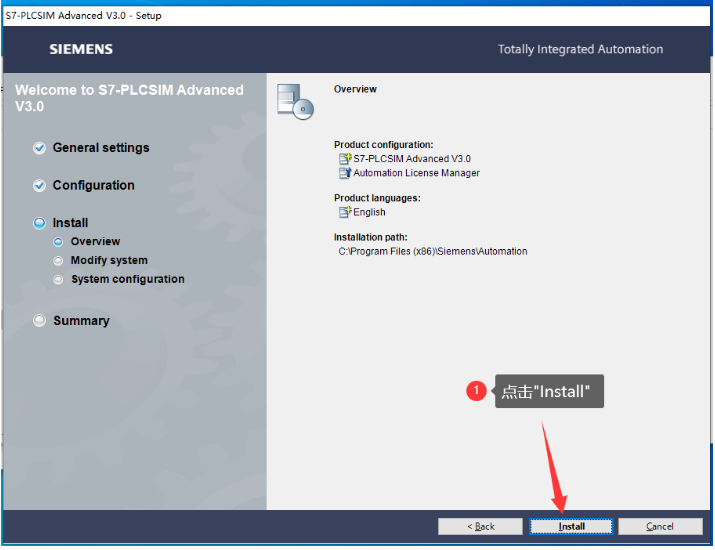 S7-PLCSIM Advanced V3.0 - Setup
SIEMENS
Totally Integrated Automation
Welcome to S7-PLCSIM Advanced
V3.0
General settings
Configuration
Install
Overview
Modify system
System configuration
Summary
Overview
Product configuration:
S7-PLCSIM Advanced V3.0
Automation License Manager
Product languages:
English
Installation path:
C:\Program Files (x86)\Siemens\Automation
1 点击"Install"
< Back
Install
Cancel